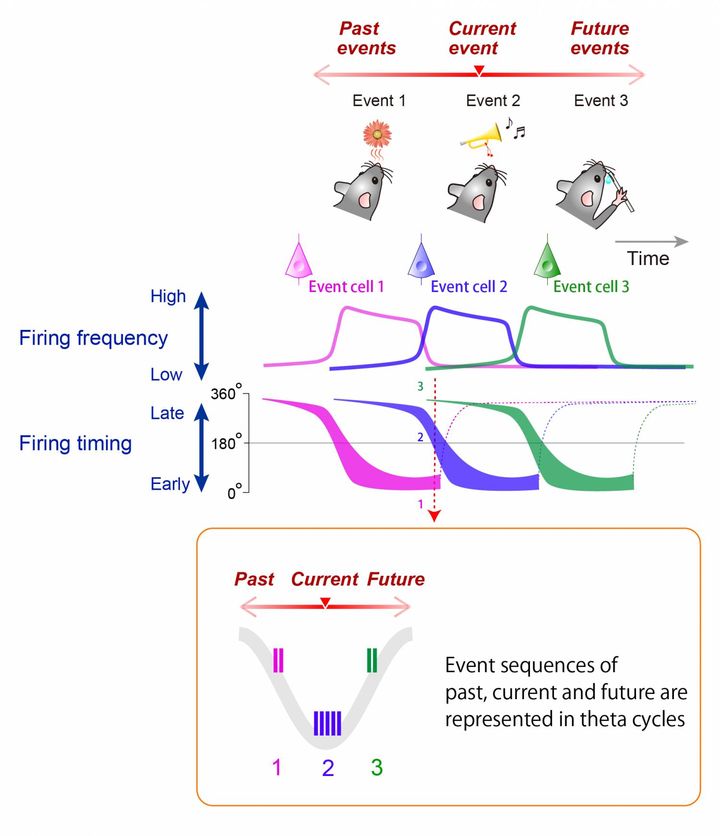 Past events
Current event
Future events
Event 1
Event 2
Event 3
Time
Event cell 1
Event cell 2
Event cell 3
High
Firing frequency
Low
3
360°
Late
2
Firing timing
180°
Early
0°
1
Past
Current
Future
Event sequences of
past, current and future are
represented in theta cycles
1
2
3